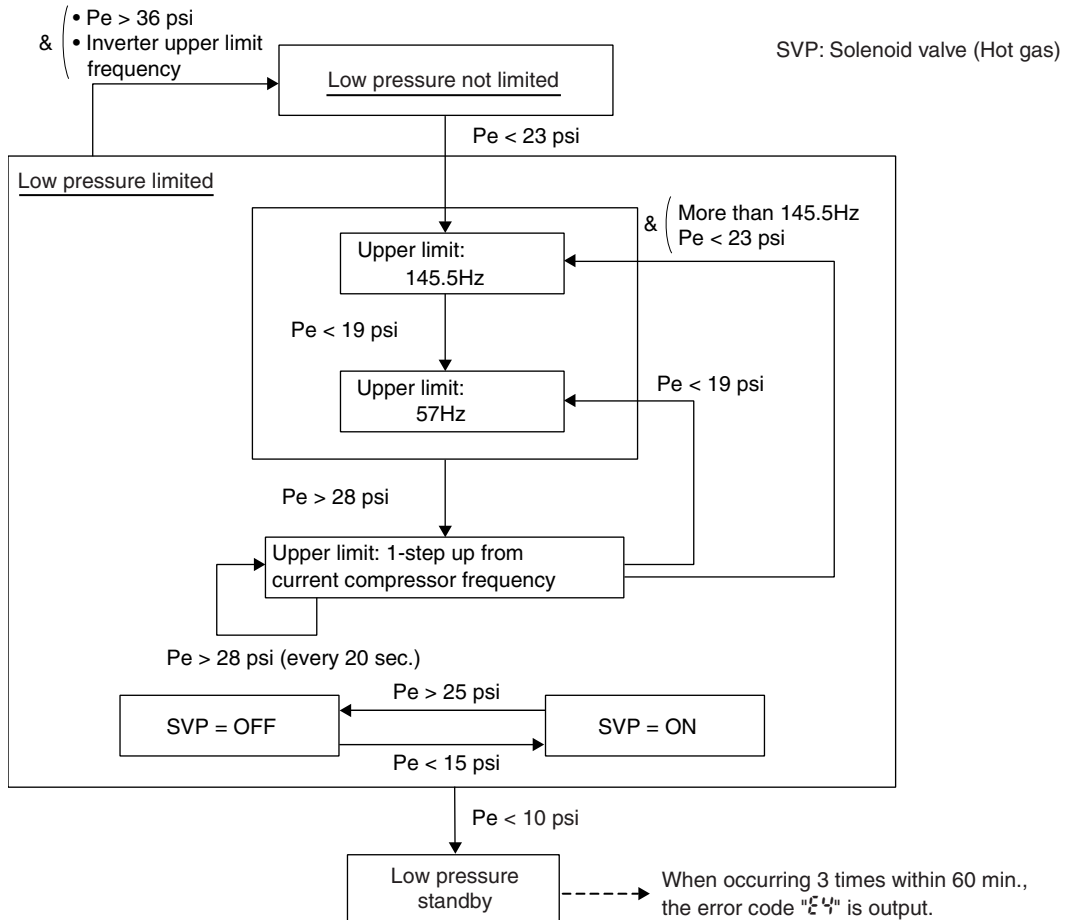 • Pe > 36 psi
& • Inverter upper limit
frequency
SVP: Solenoid valve (Hot gas)
Low pressure not limited
Pe < 23 psi
Low pressure limited
& More than 145.5Hz
Pe < 23 psi
Upper limit:
145.5Hz
Pe < 19 psi
Upper limit:
57Hz
Pe < 19 psi
Pe > 28 psi
Upper limit: 1-step up from
current compressor frequency
Pe > 28 psi (every 20 sec.)
Pe > 25 psi
SVP = OFF
SVP = ON
Pe < 15 psi
Pe < 10 psi
Low pressure
standby
When occurring 3 times within 60 min.,
the error code "E4" is output.